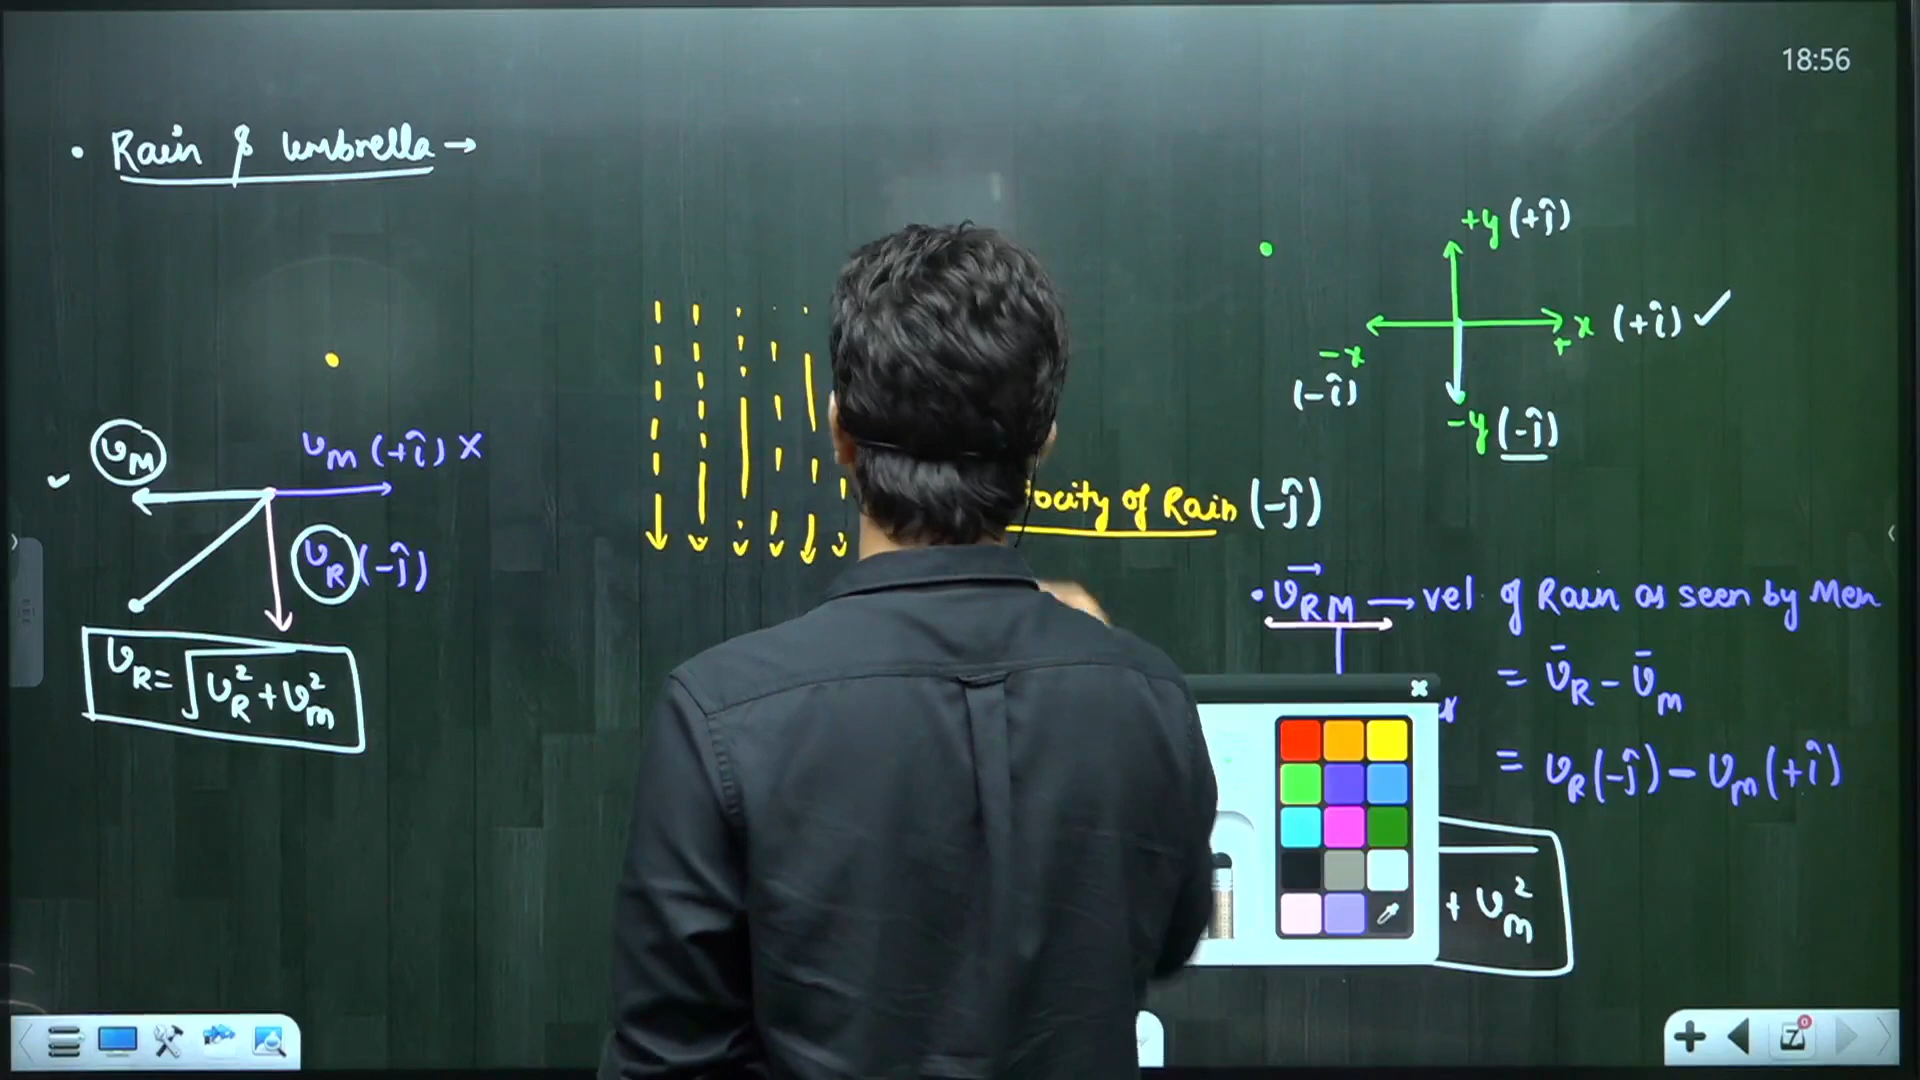 18:56
• Rain & Umbrella →
+y (+ĵ)
x (+î) ✓
+
-x
(-î)
-y (-ĵ)
v_M
v_m (+î) ×
v_R (-ĵ)
v_R = √(v_R² + v_m²)
ocity of Rain (-ĵ)
• v⃗_RM → vel. of Rain as seen by Men
= v̄_R - v̄_m
= v_R(-ĵ) - v_m(+î)
+ v_m²